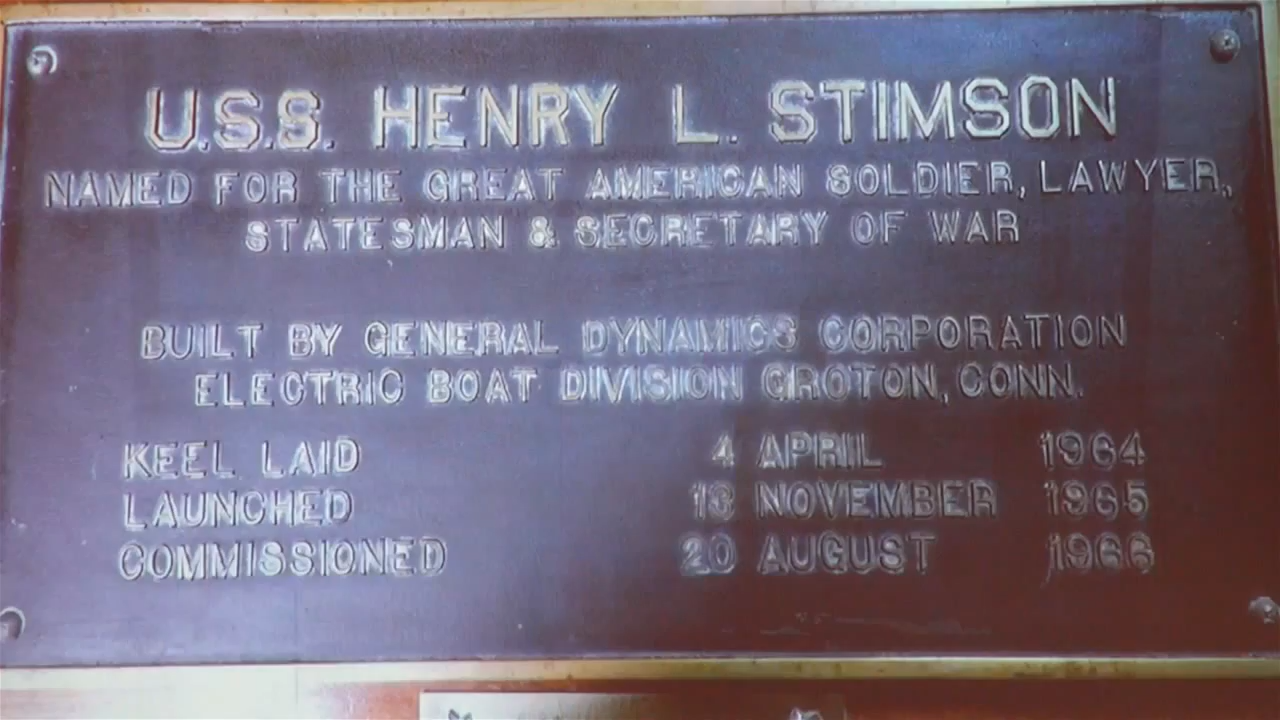 U.S.S. HENRY L. STIMSON
NAMED FOR THE GREAT AMERICAN SOLDIER, LAWYER,
STATESMAN & SECRETARY OF WAR
BUILT BY GENERAL DYNAMICS CORPORATION
ELECTRIC BOAT DIVISION GROTON, CONN.
KEEL LAID 4 APRIL 1964
LAUNCHED 13 NOVEMBER 1965
COMMISSIONED 20 AUGUST 1966